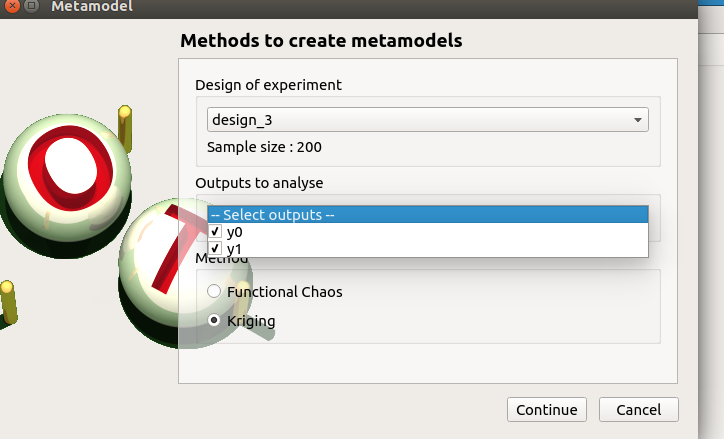 Metamodel
Methods to create metamodels
Design of experiment
design_3
Sample size : 200
Outputs to analyse
-- Select outputs --
y0
y1
Method
Functional Chaos
Kriging
Continue
Cancel